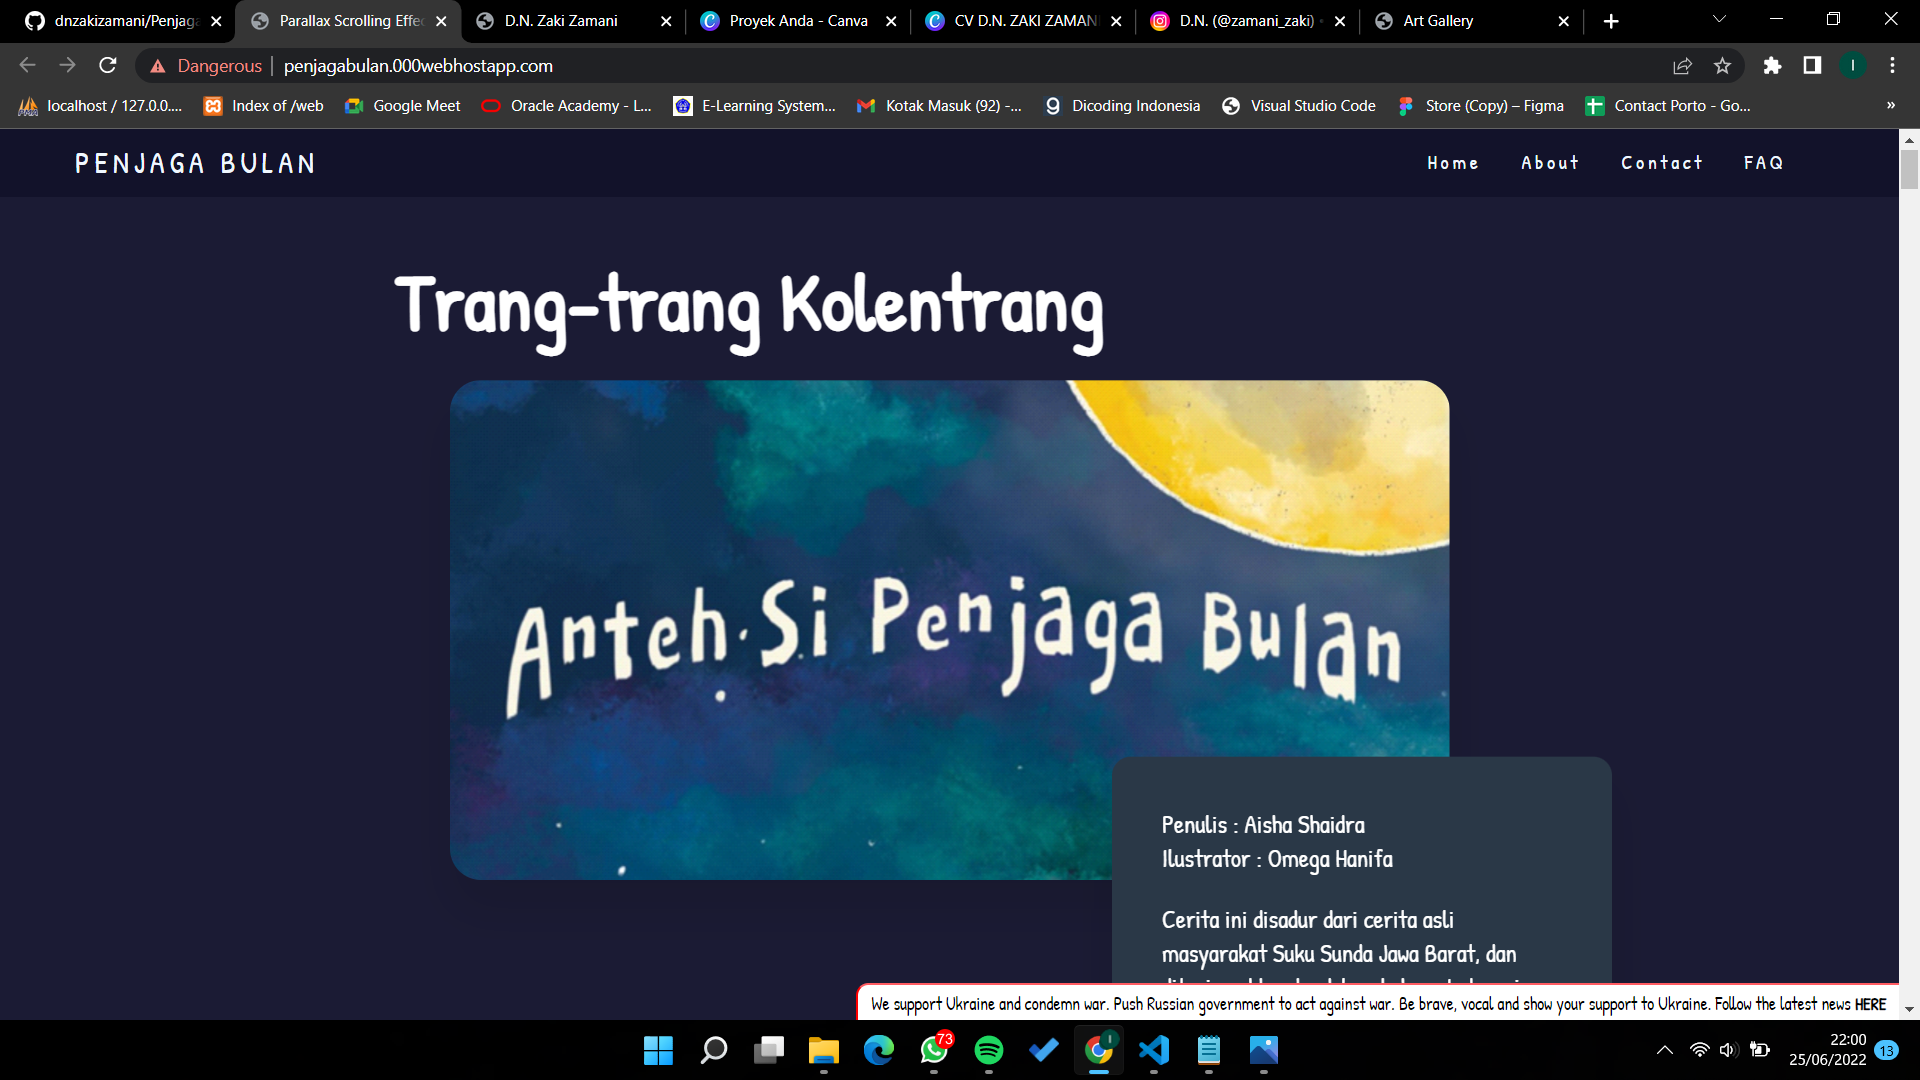 dnzakizamani/Penjaga
Parallax Scrolling Effec
D.N. Zaki Zamani
Proyek Anda - Canva
CV D.N. ZAKI ZAMANI
D.N. (@zamani_zaki) •
Art Gallery
Dangerous
penjagabulan.000webhostapp.com
I
localhost / 127.0.0....
Index of /web
Google Meet
Oracle Academy - L...
E-Learning System...
Kotak Masuk (92) -...
Dicoding Indonesia
Visual Studio Code
Store (Copy) – Figma
Contact Porto - Go...
»
PENJAGA BULAN
Home
About
Contact
FAQ
Trang-trang Kolentrang
Anteh Si Penjaga Bulan
Penulis : Aisha Shaidra
Ilustrator : Omega Hanifa
Cerita ini disadur dari cerita asli
masyarakat Suku Sunda Jawa Barat, dan
We support Ukraine and condemn war. Push Russian government to act against war. Be brave, vocal and show your support to Ukraine. Follow the latest news HERE
73
I
22:00
25/06/2022
13